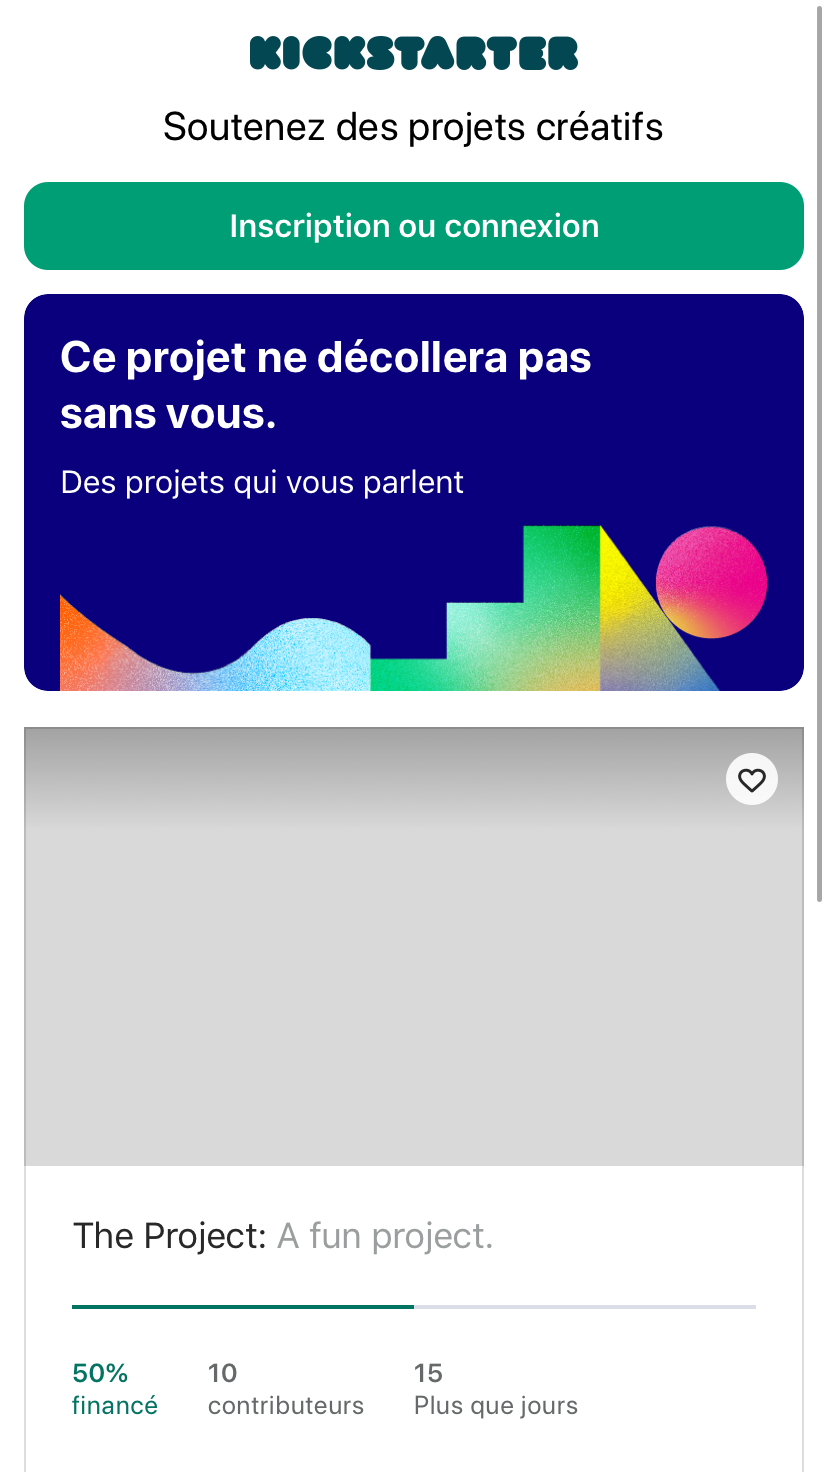 KICKSTARTER
Soutenez des projets créatifs
Inscription ou connexion
Ce projet ne décollera pas
sans vous.
Des projets qui vous parlent
The Project: A fun project.
50%
financé
10
contributeurs
15
Plus que jours